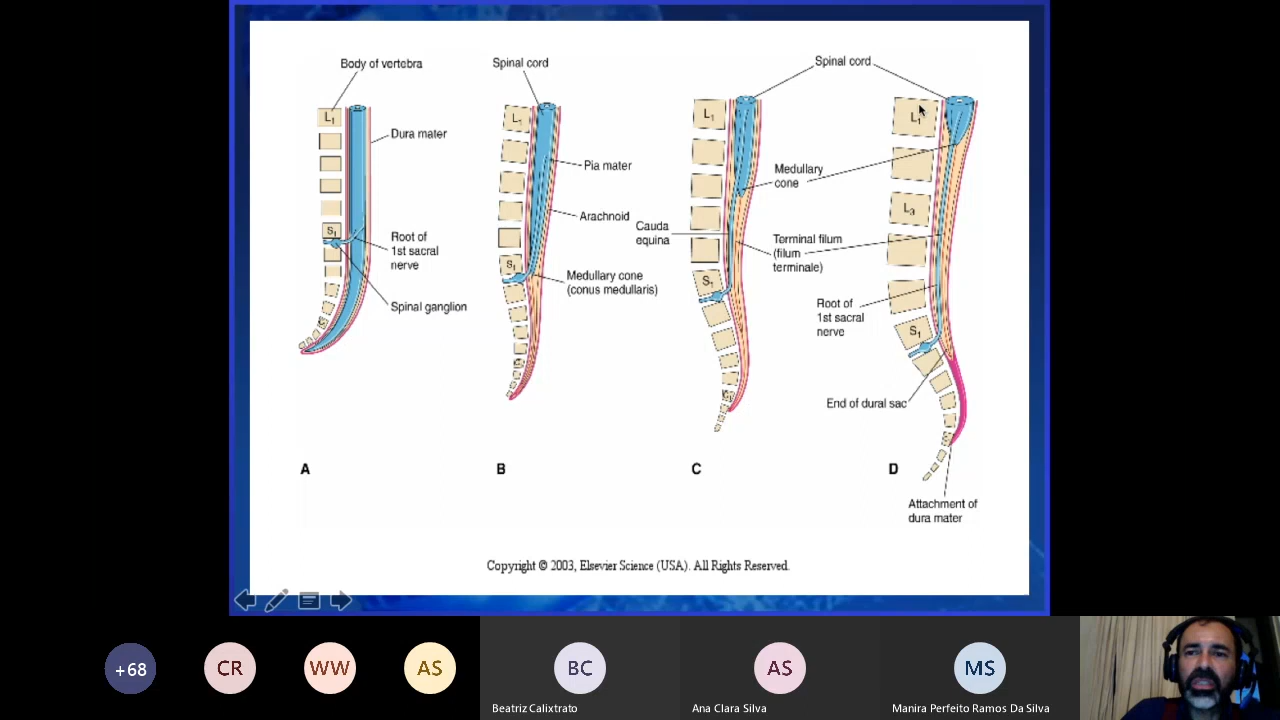 Body of vertebra
L1
Dura mater
S1
Root of
1st sacral
nerve
Spinal ganglion
A
Spinal cord
L1
Pia mater
Arachnoid
S1
Medullary cone
(conus medullaris)
B
Spinal cord
L1
Medullary
cone
Cauda
equina
Terminal filum
(filum
terminale)
S1
C
L1
L3
Root of
1st sacral
nerve
S1
End of dural sac
D
Attachment of
dura mater
Copyright © 2003, Elsevier Science (USA). All Rights Reserved.
+68
CR
WW
AS
BC
Beatriz Calixtrato
AS
Ana Clara Silva
MS
Manira Perfeito Ramos Da Silva